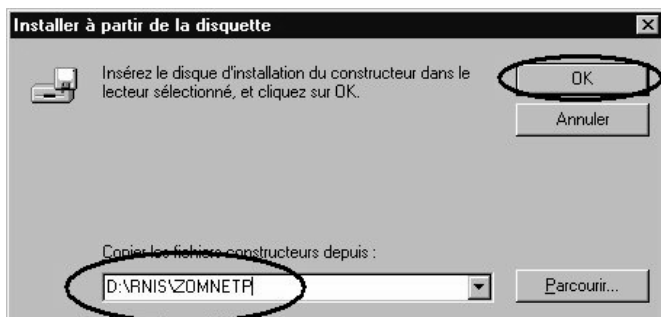 Installer à partir de la disquette
Insérez le disque d'installation du constructeur dans le
lecteur sélectionné, et cliquez sur OK.
OK
Annuler
Copier les fichiers constructeurs depuis :
D:\RNIS\ZOMNETP
Parcourir...